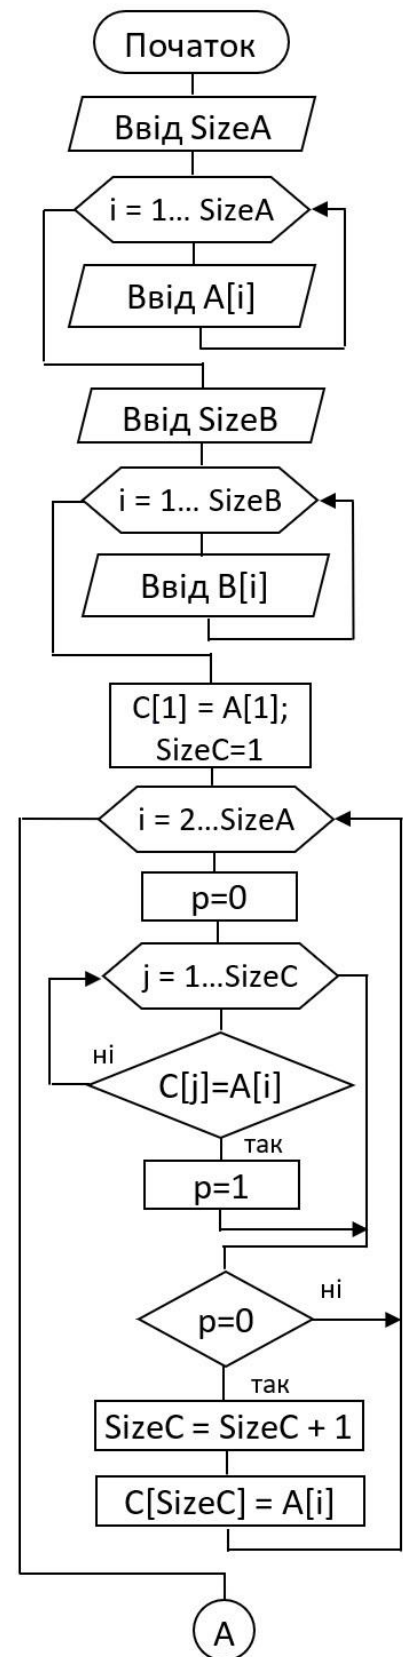 Початок
Ввід SizeA
i = 1... SizeA
Ввід A[i]
Ввід SizeB
i = 1... SizeB
Ввід B[i]
C[1] = A[1];
SizeC=1
i = 2...SizeA
p=0
j = 1...SizeC
ні
C[j]=A[i]
так
p=1
ні
p=0
так
SizeC = SizeC + 1
C[SizeC] = A[i]
A